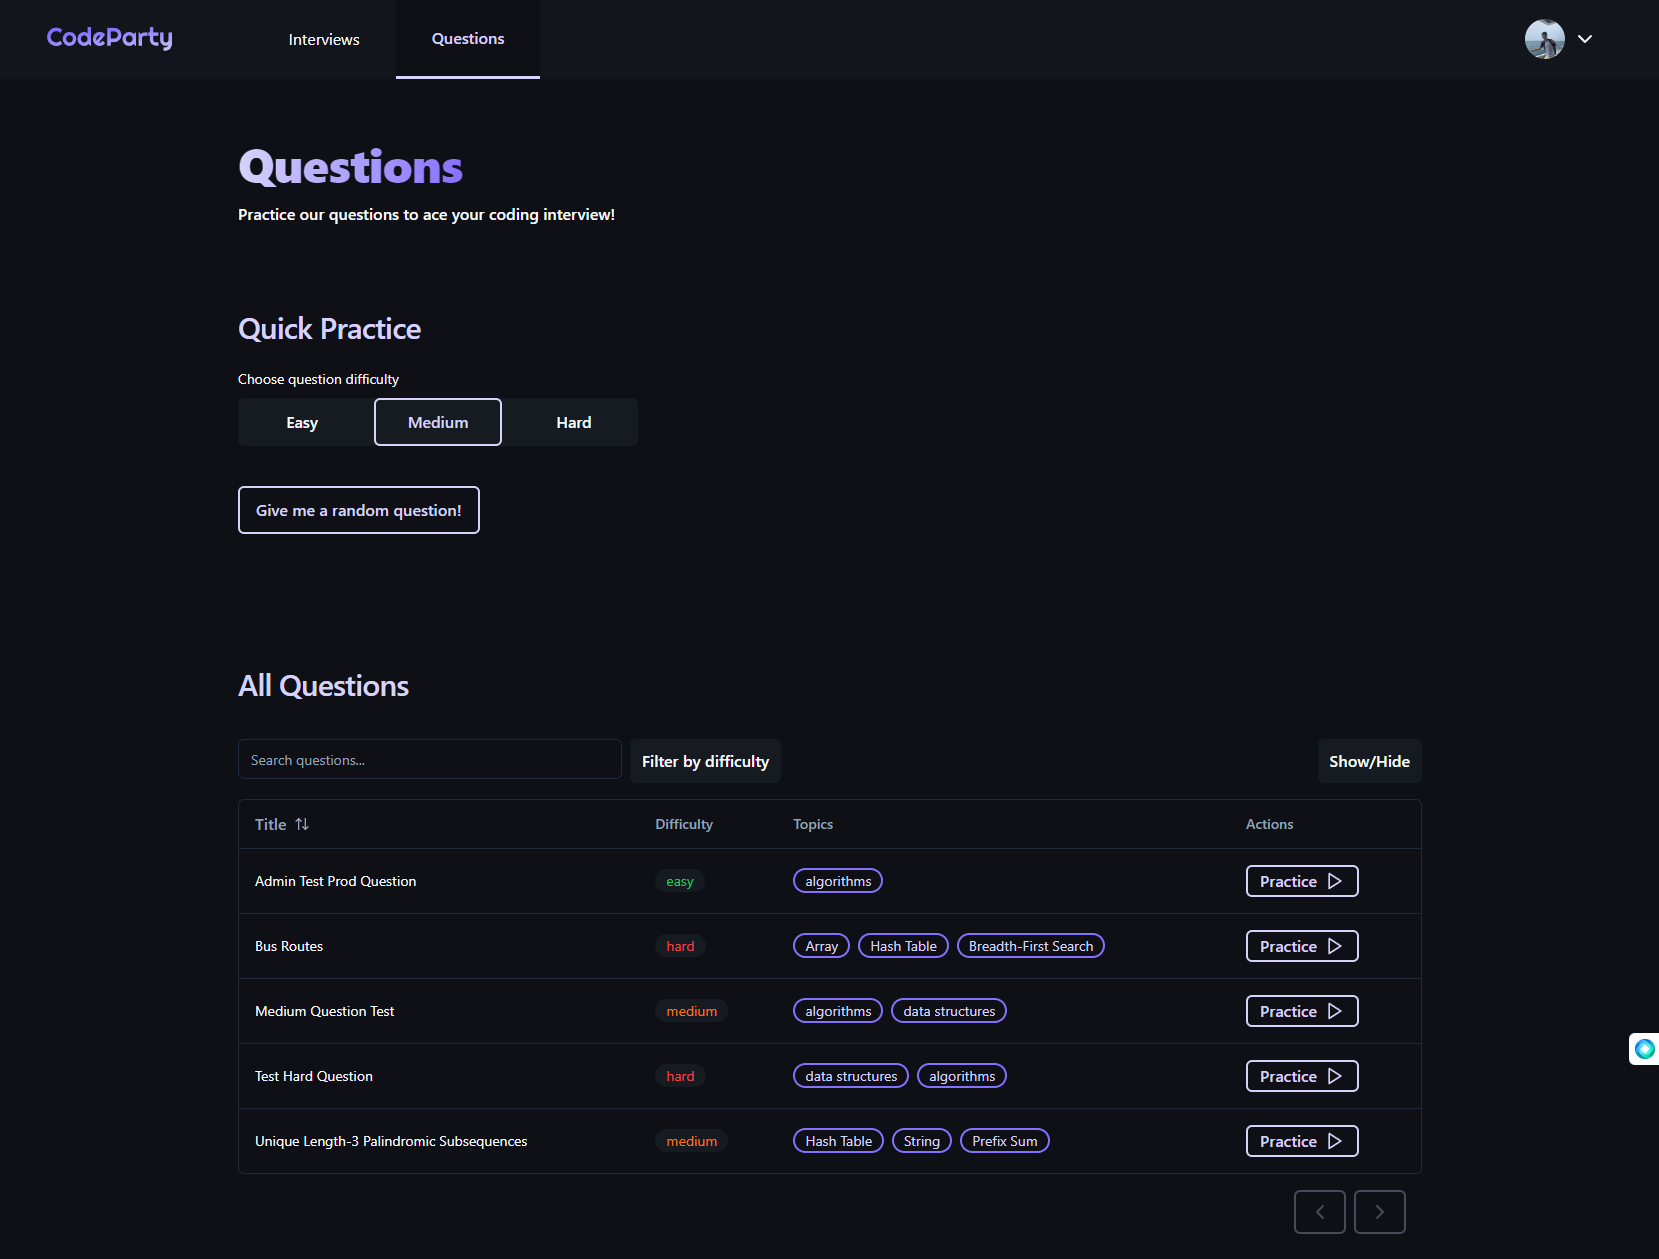 CodeParty Interviews Questions
Questions
Practice our questions to ace your coding interview!
Quick Practice
Choose question difficulty
Easy Medium Hard
Give me a random question!
All Questions
Search questions... Filter by difficulty Show/Hide
Title Difficulty Topics Actions
Admin Test Prod Question easy algorithms Practice
Bus Routes hard Array Hash Table Breadth-First Search Practice
Medium Question Test medium algorithms data structures Practice
Test Hard Question hard data structures algorithms Practice
Unique Length-3 Palindromic Subsequences medium Hash Table String Prefix Sum Practice